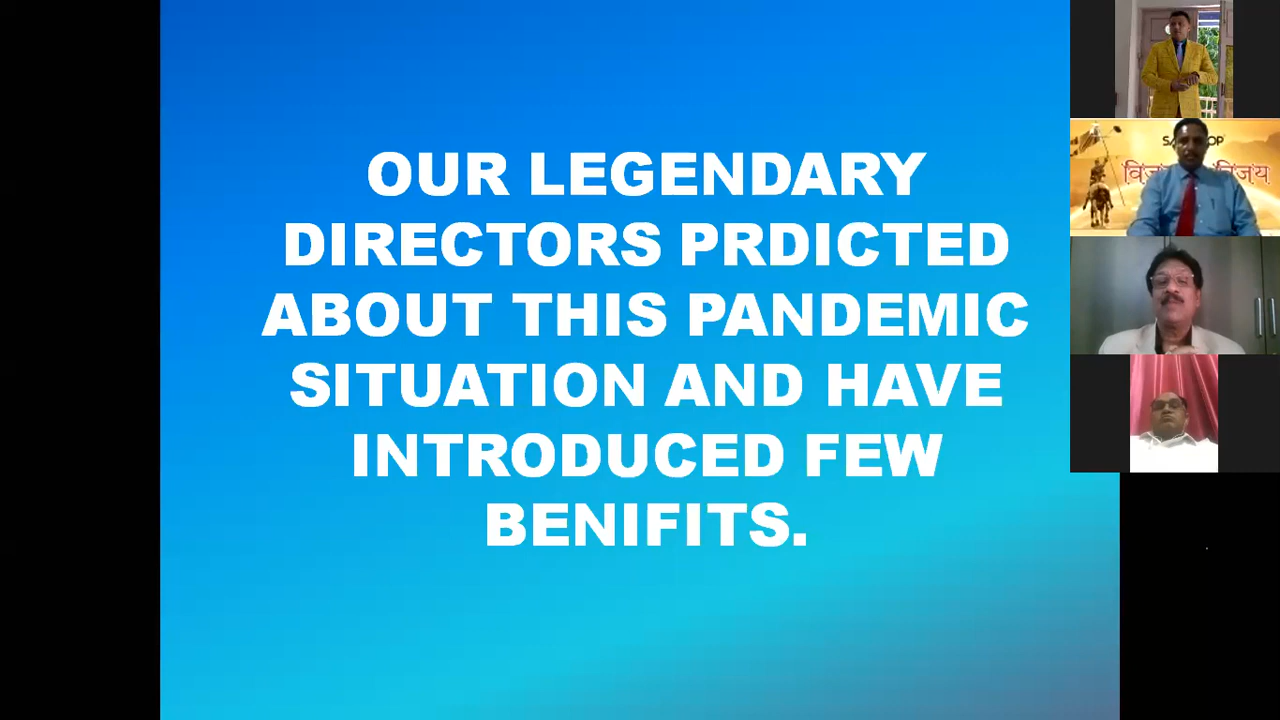 OUR LEGENDARY
DIRECTORS PRDICTED
ABOUT THIS PANDEMIC
SITUATION AND HAVE
INTRODUCED FEW
BENIFITS.